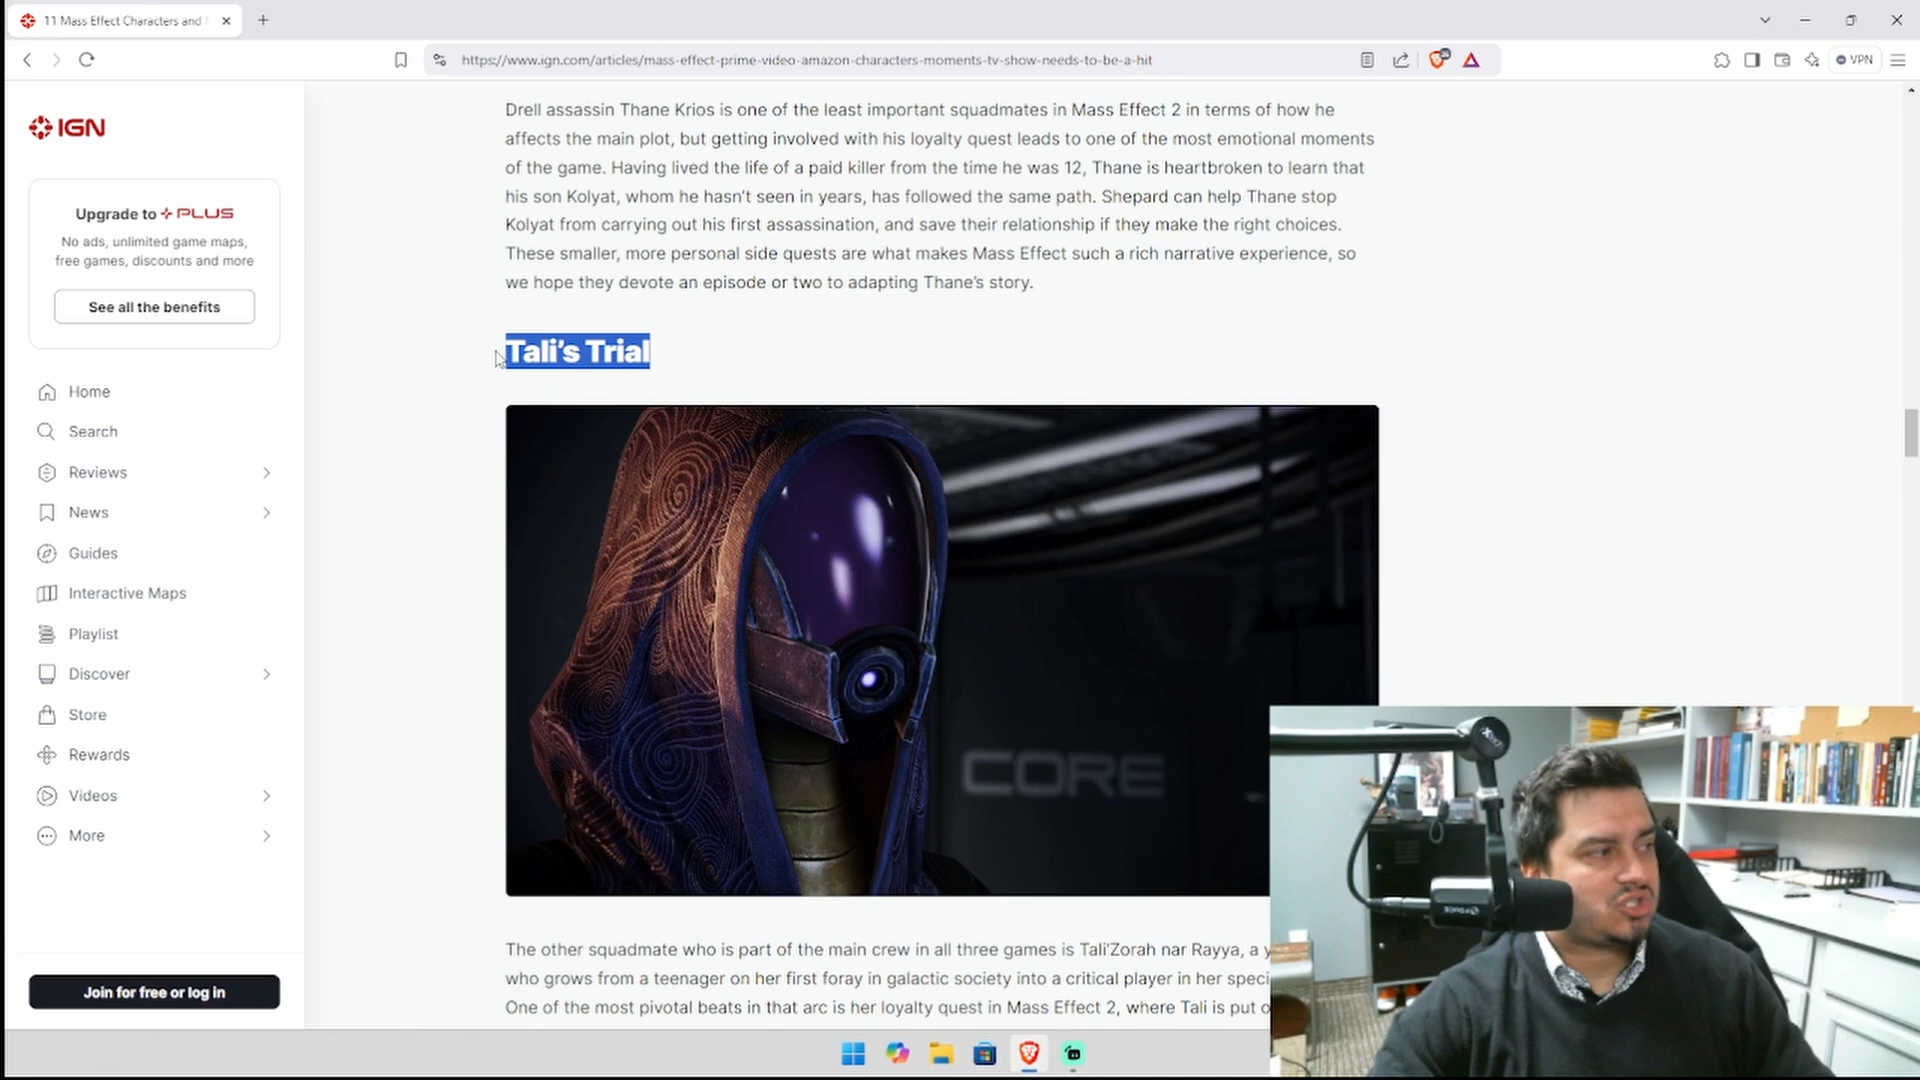 11 Mass Effect Characters and
https://www.ign.com/articles/mass-effect-prime-video-amazon-characters-moments-tv-show-needs-to-be-a-hit
VPN
IGN
Upgrade to PLUS
No ads, unlimited game maps,
free games, discounts and more
See all the benefits
Home
Search
Reviews
News
Guides
Interactive Maps
Playlist
Discover
Store
Rewards
Videos
More
Join for free or log in
Drell assassin Thane Krios is one of the least important squadmates in Mass Effect 2 in terms of how he
affects the main plot, but getting involved with his loyalty quest leads to one of the most emotional moments
of the game. Having lived the life of a paid killer from the time he was 12, Thane is heartbroken to learn that
his son Kolyat, whom he hasn't seen in years, has followed the same path. Shepard can help Thane stop
Kolyat from carrying out his first assassination, and save their relationship if they make the right choices.
These smaller, more personal side quests are what makes Mass Effect such a rich narrative experience, so
we hope they devote an episode or two to adapting Thane's story.
Tali's Trial
CORE
The other squadmate who is part of the main crew in all three games is Tali'Zorah nar Rayya, a y
who grows from a teenager on her first foray in galactic society into a critical player in her speci
One of the most pivotal beats in that arc is her loyalty quest in Mass Effect 2, where Tali is put o